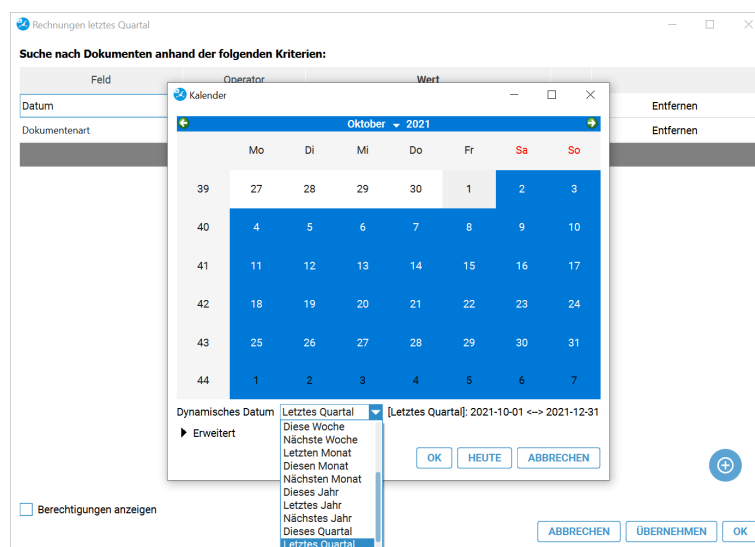 Rechnungen letztes Quartal
Suche nach Dokumenten anhand der folgenden Kriterien:
Feld Operator Wert
Datum Entfernen
Dokumentenart Entfernen
Kalender
Oktober 2021
Mo Di Mi Do Fr Sa So
39 27 28 29 30 1 2 3
40 4 5 6 7 8 9 10
41 11 12 13 14 15 16 17
42 18 19 20 21 22 23 24
43 25 26 27 28 29 30 31
44 1 2 3 4 5 6 7
Dynamisches Datum Letztes Quartal [Letztes Quartal]: 2021-10-01 <--> 2021-12-31
Erweitert
Diese Woche
Nächste Woche
Letzten Monat
Diesen Monat
Nächsten Monat
Dieses Jahr
Letztes Jahr
Nächstes Jahr
Dieses Quartal
Letztes Quartal
OK HEUTE ABBRECHEN
Berechtigungen anzeigen
ABBRECHEN ÜBERNEHMEN OK